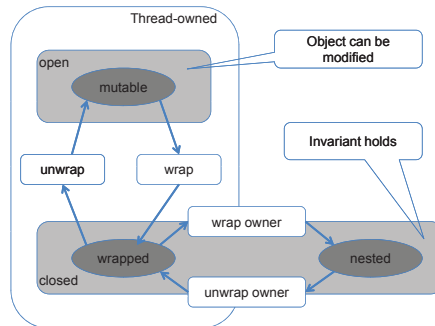 Thread-owned
open
Object can be
modified
mutable
Invariant holds
unwrap
wrap
wrap owner
wrapped
nested
closed
unwrap owner